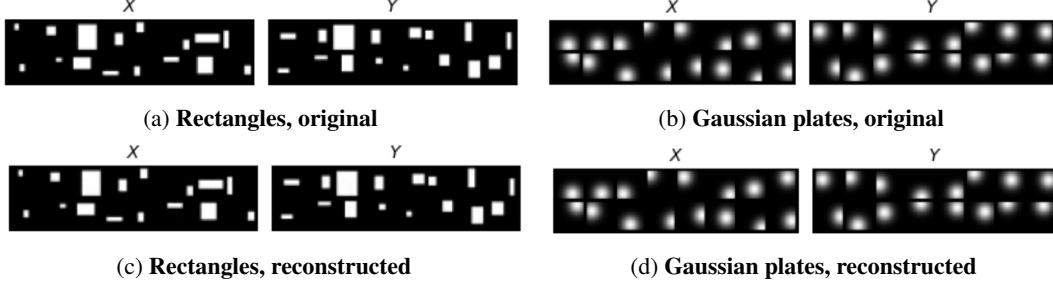 X Y X Y
(a) Rectangles, original (b) Gaussian plates, original
X Y X Y
(c) Rectangles, reconstructed (d) Gaussian plates, reconstructed